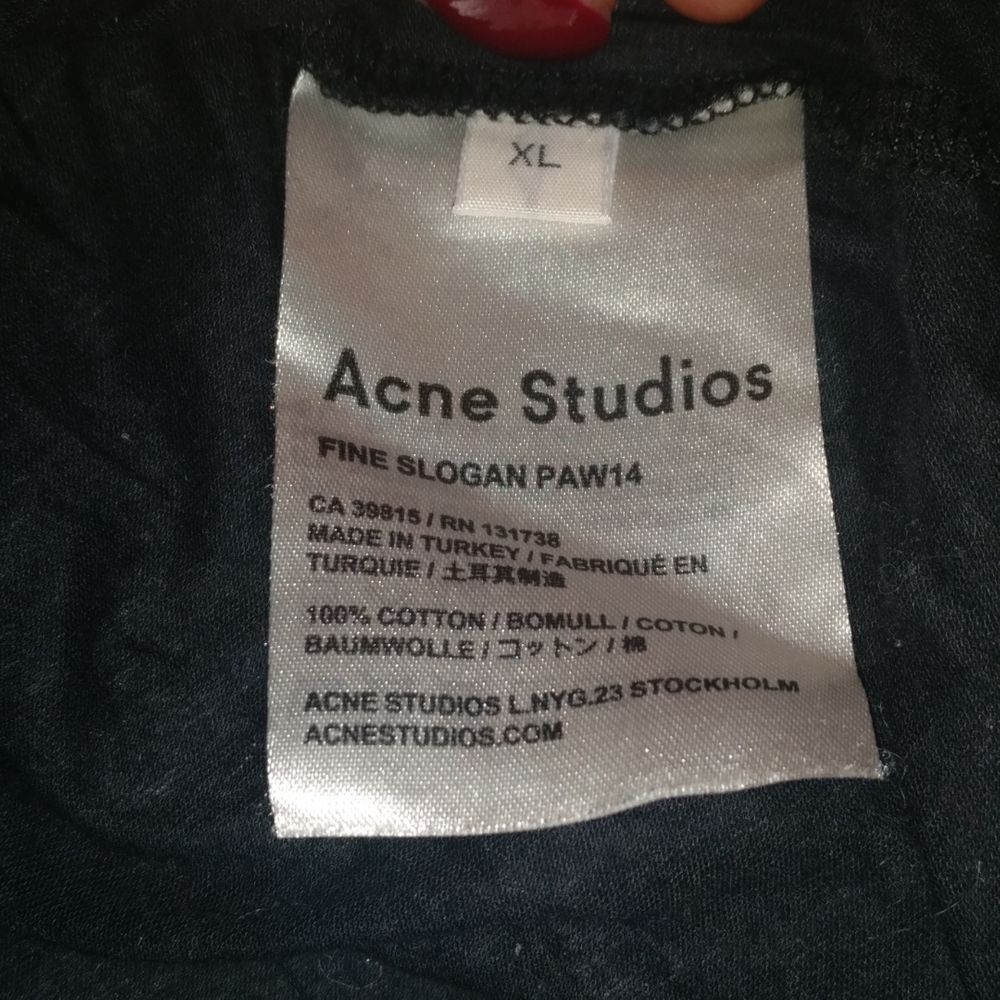 XL
Acne Studios
FINE SLOGAN PAW14
CA 39815 / RN 131738
MADE IN TURKEY / FABRIQUÉ EN
TURQUIE / 土耳其制造
100% COTTON / BOMULL / COTON /
BAUMWOLLE / コットン / 棉
ACNE STUDIOS L.NYG.23 STOCKHOLM
ACNESTUDIOS.COM